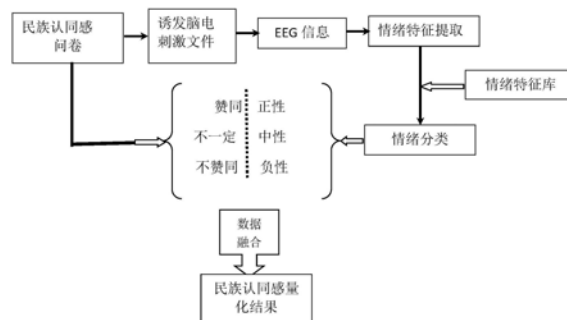 民族认同感
问卷
诱发脑电
刺激文件
EEG 信息
情绪特征提取
情绪特征库
赞同 正性
不一定 中性
不赞同 负性
情绪分类
数据
融合
民族认同感量
化结果